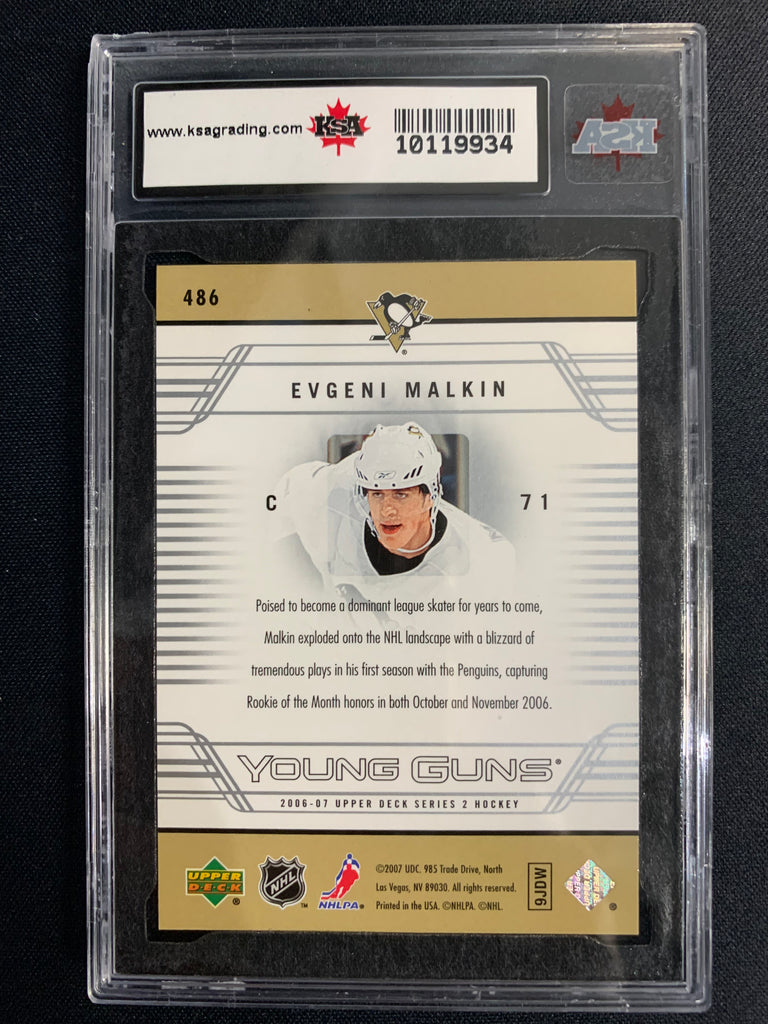 www.ksagrading.com KSA
10119934
KSA
486
EVGENI MALKIN
C 71
Poised to become a dominant league skater for years to come,
Malkin exploded onto the NHL landscape with a blizzard of
tremendous plays in his first season with the Penguins, capturing
Rookie of the Month honors in both October and November 2006.
YOUNG GUNS®
2006-07 UPPER DECK SERIES 2 HOCKEY
UPPER
DECK®
NHL™
NHLPA®
©2007 UDC. 985 Trade Drive, North
Las Vegas, NV 89030. All rights reserved.
Printed in the USA. ©NHLPA. ©NHL.
9JDW